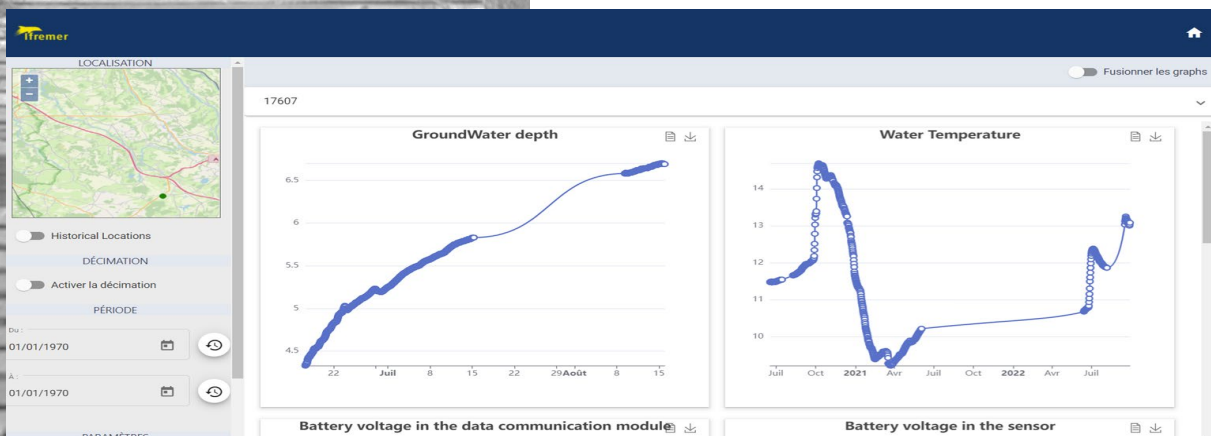 ifremer
LOCALISATION
+
−
Historical Locations
DÉCIMATION
Activer la décimation
PÉRIODE
Du :
01/01/1970
À :
01/01/1970
PARAMÈTRES
Fusionner les graphs
17607
GroundWater depth
6.5
6
5.5
5
4.5
22 Juil 8 15 22 29Août 8 15
Water Temperature
14
13
12
11
10
Juil Oct 2021 Avr Juil Oct 2022 Avr Juil
Battery voltage in the data communication module
Battery voltage in the sensor